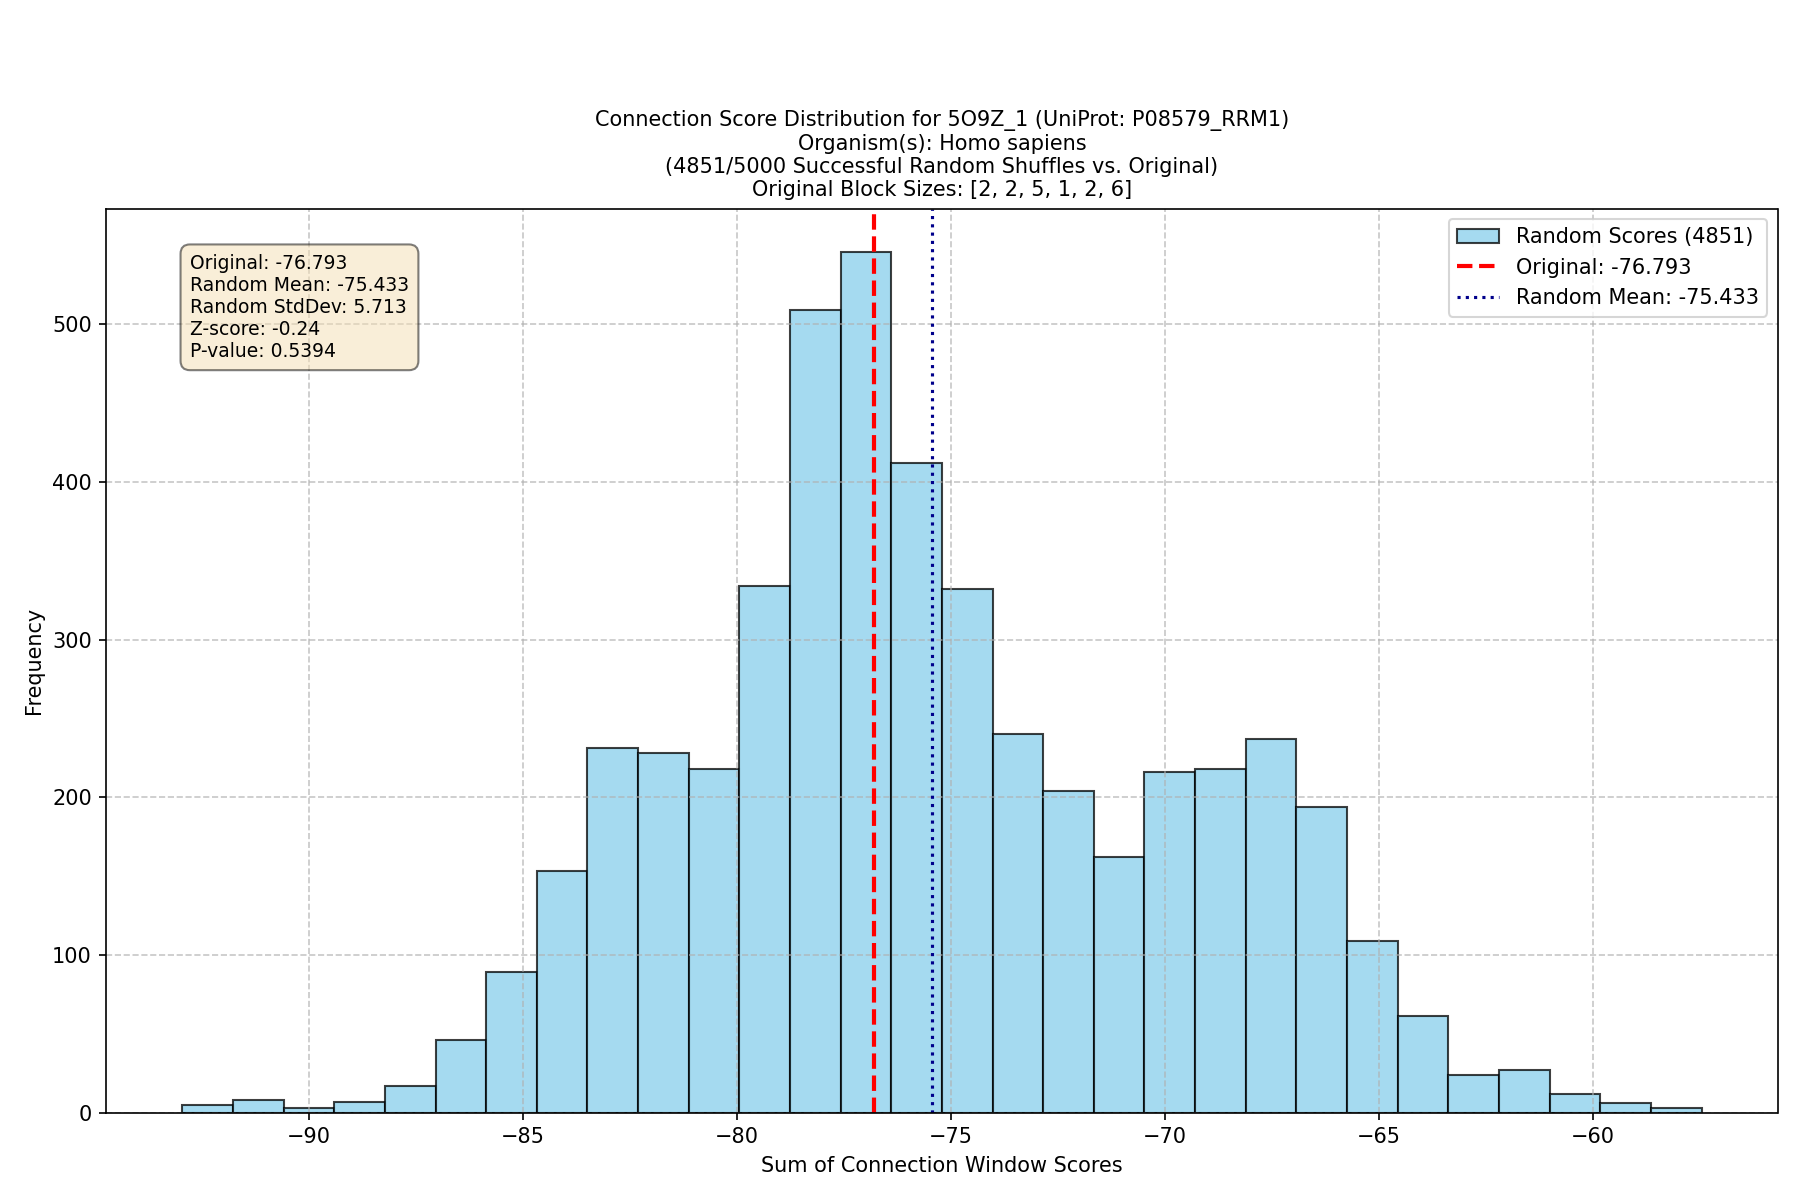 Connection Score Distribution for 5O9Z_1 (UniProt: P08579_RRM1)
Organism(s): Homo sapiens
(4851/5000 Successful Random Shuffles vs. Original)
Original Block Sizes: [2, 2, 5, 1, 2, 6]
Original: -76.793
Random Mean: -75.433
Random StdDev: 5.713
Z-score: -0.24
P-value: 0.5394
Random Scores (4851)
Original: -76.793
Random Mean: -75.433
Frequency
500
400
300
200
100
0
−90
−85
−80
−75
−70
−65
−60
Sum of Connection Window Scores